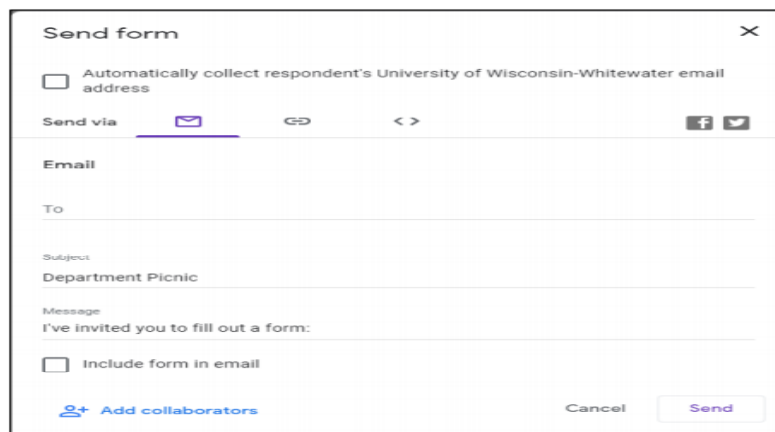 Send form
Automatically collect respondent's University of Wisconsin-Whitewater email
address
Send via
Email
To
Subject
Department Picnic
Message
I've invited you to fill out a form:
Include form in email
Add collaborators
Cancel
Send